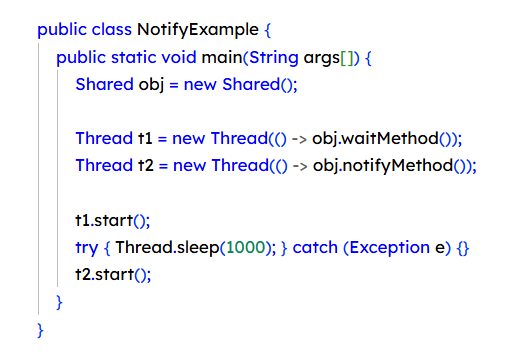 public class NotifyExample {
public static void main(String args[]) {
Shared obj = new Shared();
Thread t1 = new Thread(() -> obj.waitMethod());
Thread t2 = new Thread(() -> obj.notifyMethod());
t1.start();
try { Thread.sleep(1000); } catch (Exception e) {}
t2.start();
}
}